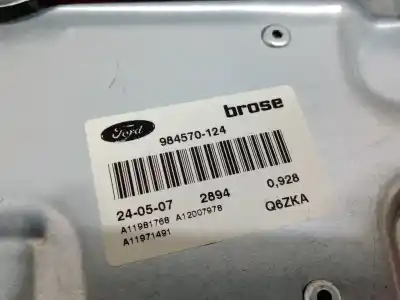 Ford brose
984570-124
24-05-07 2894 0,928
A11981768 A12007978 Q6ZKA
A11971491